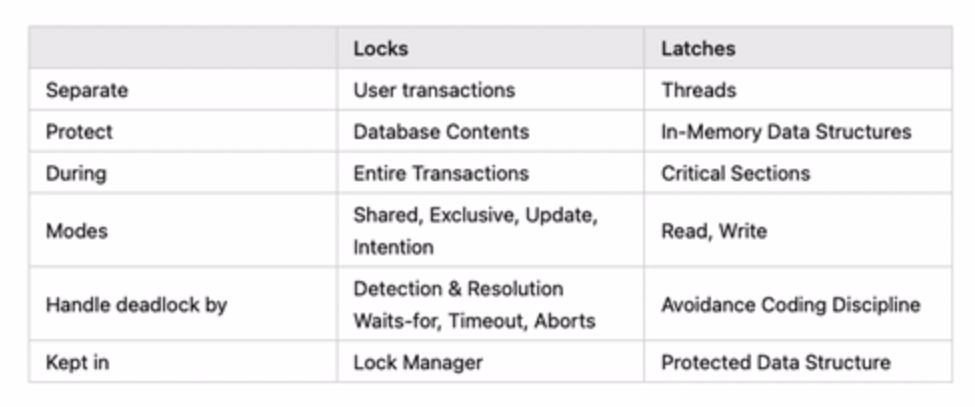 Locks Latches
Separate User transactions Threads
Protect Database Contents In-Memory Data Structures
During Entire Transactions Critical Sections
Modes Shared, Exclusive, Update, Intention Read, Write
Handle deadlock by Detection & Resolution Waits-for, Timeout, Aborts Avoidance Coding Discipline
Kept in Lock Manager Protected Data Structure